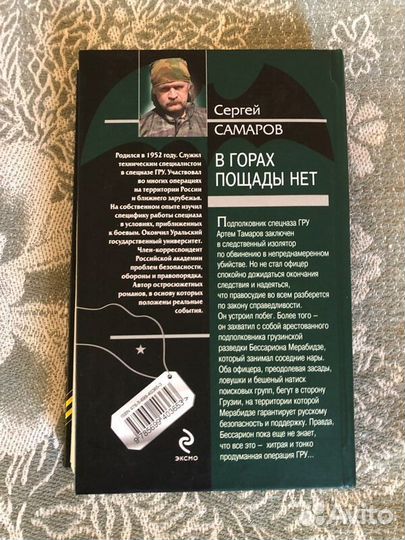 Сергей
САМАРОВ
В ГОРАХ
ПОЩАДЫ НЕТ
Родился в 1952 году. Служил
техническим специалистом
в спецназе ГРУ. Участвовал
во многих операциях
на территории России
и ближнего зарубежья.
На собственном опыте изучил
специфику работы спецназа
в условиях, приближенных
к боевым. Окончил Уральский
государственный университет.
Член-корреспондент
Российской академии
проблем безопасности,
обороны и правопорядка.
Автор остросюжетных
романов, в основу которых
положены реальные
события.
Подполковник спецназа ГРУ
Артем Тамаров заключен
в следственный изолятор
по обвинению в непреднамеренном
убийстве. Но не стал офицер
спокойно дожидаться окончания
следствия и надеяться,
что правосудие во всем разберется
по закону справедливости.
Он устроил побег. Более того –
он захватил с собой арестованного
подполковника грузинской
разведки Бессариона Мерабидзе,
который занимал соседние нары.
Оба офицера, преодолевая засады,
ловушки и бешеный натиск
поисковых групп, бегут в сторону
Грузии, на территории которой
Мерабидзе гарантирует русскому
безопасность и поддержку. Правда,
Бессарион пока еще не знает,
что все это – хитрая и тонко
продуманная операция ГРУ...
эксмо
Avito